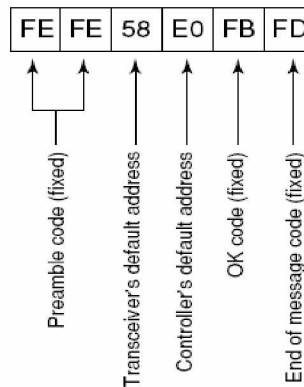 FE FE 58 E0 FB FD
Preamble code (fixed)
Transceiver's default address
Controller's default address
OK code (fixed)
End of message code (fixed)